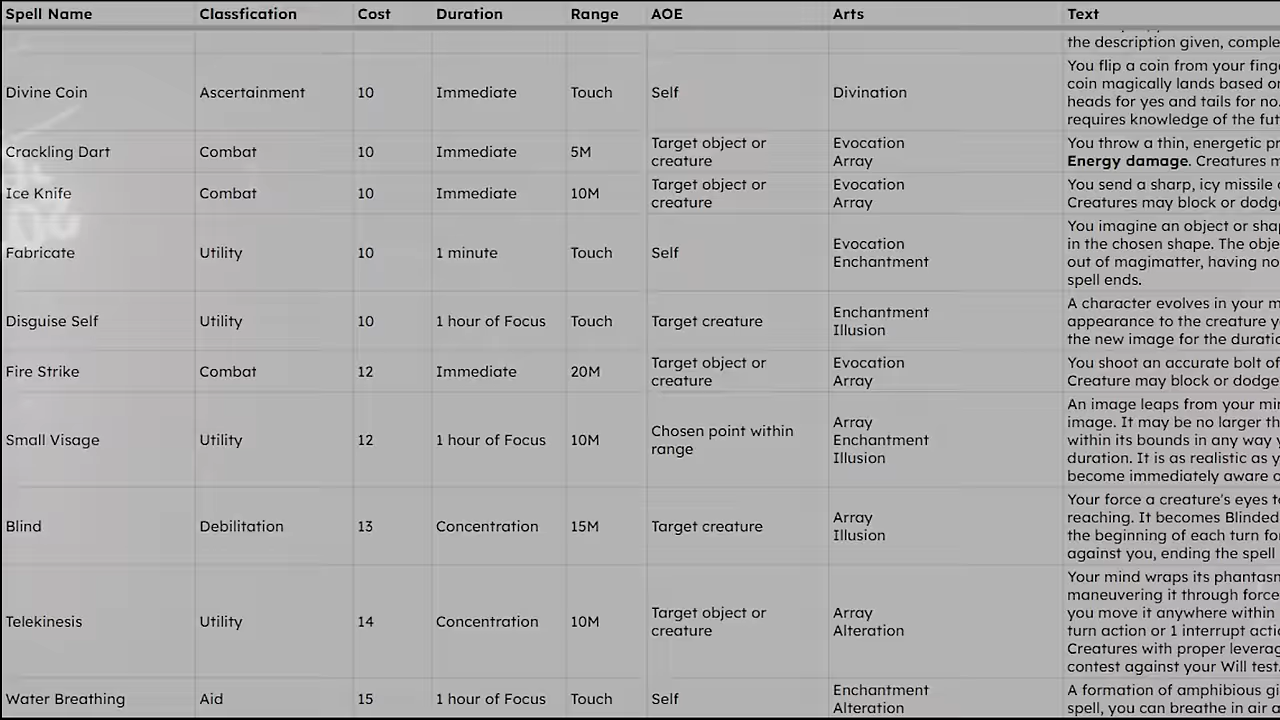 Spell Name Classfication Cost Duration Range AOE Arts Text
the description given, comple
Divine Coin Ascertainment 10 Immediate Touch Self Divination
You flip a coin from your finge
coin magically lands based or
heads for yes and tails for no.
requires knowledge of the fut
Crackling Dart Combat 10 Immediate 5M
Target object or
creature
Evocation
Array
You throw a thin, energetic pr
Energy damage. Creatures m
Ice Knife Combat 10 Immediate 10M
Target object or
creature
Evocation
Array
You send a sharp, icy missile
Creatures may block or dodge
Fabricate Utility 10 1 minute Touch Self
Evocation
Enchantment
You imagine an object or shap
in the chosen shape. The obje
out of magimatter, having no
spell ends.
Disguise Self Utility 10 1 hour of Focus Touch Target creature
Enchantment
Illusion
A character evolves in your m
appearance to the creature y
the new image for the duratio
Fire Strike Combat 12 Immediate 20M
Target object or
creature
Evocation
Array
You shoot an accurate bolt of
Creature may block or dodge
Small Visage Utility 12 1 hour of Focus 10M
Chosen point within
range
Array
Enchantment
Illusion
An image leaps from your min
image. It may be no larger th
within its bounds in any way y
duration. It is as realistic as y
become immediately aware o
Blind Debilitation 13 Concentration 15M Target creature
Array
Illusion
Your force a creature's eyes to
reaching. It becomes Blinded
the beginning of each turn for
against you, ending the spell
Telekinesis Utility 14 Concentration 10M
Target object or
creature
Array
Alteration
Your mind wraps its phantasm
maneuvering it through force
you move it anywhere within
turn action or 1 interrupt actio
Creatures with proper leverag
contest against your Will test.
Water Breathing Aid 15 1 hour of Focus Touch Self
Enchantment
Alteration
A formation of amphibious gi
spell, you can breathe in air a